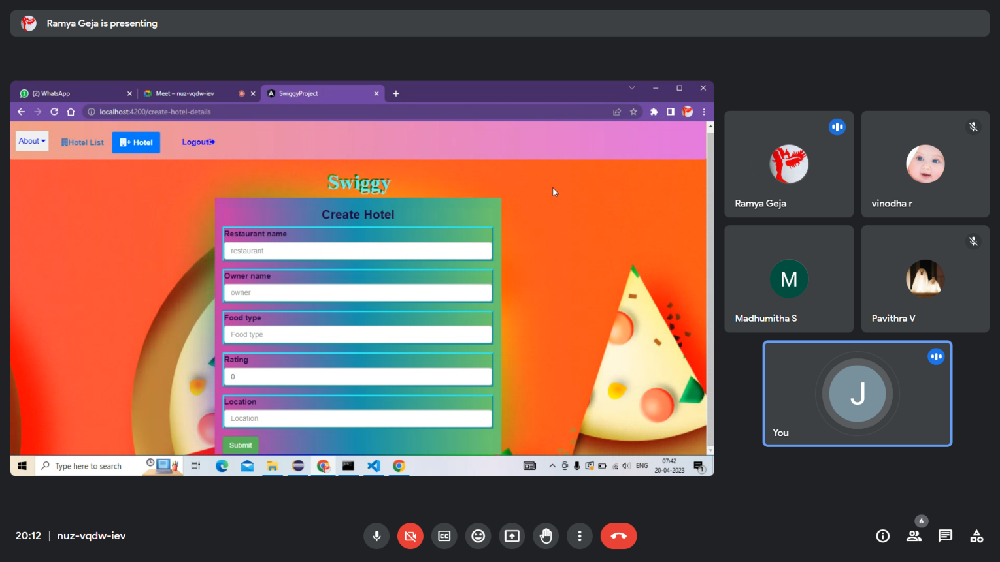 Ramya Geja is presenting
(2) WhatsApp
Meet – nuz-vqdw-iev
SwiggyProject
localhost:4200/create-hotel-details
About
Hotel List
+ Hotel
Logout
Swiggy
Create Hotel
Restaurant name
restaurant
Owner name
owner
Food type
Food type
Rating
0
Location
Location
Submit
Type here to search
ENG
07:42
20-04-2023
1
Ramya Geja
vinodha r
M
Madhumitha S
Pavithra V
J
You
20:12 | nuz-vqdw-iev
CC
6